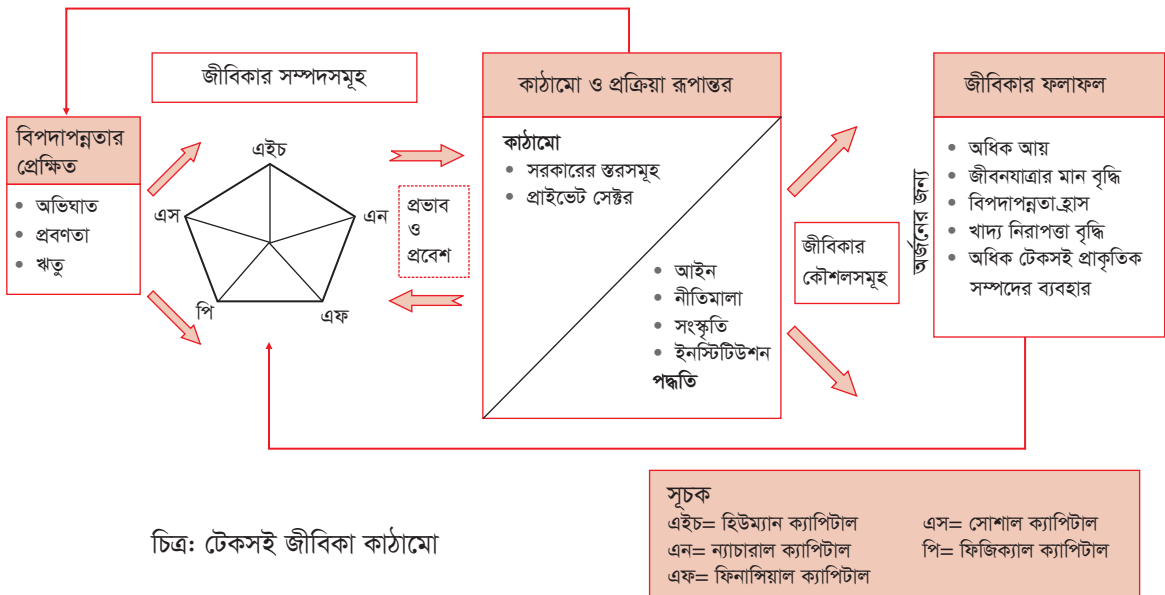 জীবিকার সম্পদসমূহ
কাঠামো ও প্রক্রিয়া রূপান্তর
জীবিকার ফলাফল
বিপদাপন্নতার
প্রেক্ষিত
• অভিঘাত
• প্রবণতা
• ঋতু
এইচ
এস
এন
পি
এফ
প্রভাব
ও
প্রবেশ
কাঠামো
• সরকারের স্তরসমূহ
• প্রাইভেট সেক্টর
• আইন
• নীতিমালা
• সংস্কৃতি
• ইনস্টিটিউশন
পদ্ধতি
জীবিকার
কৌশলসমূহ
অর্জনের জন্য
• অধিক আয়
• জীবনযাত্রার মান বৃদ্ধি
• বিপদাপন্নতা হ্রাস
• খাদ্য নিরাপত্তা বৃদ্ধি
• অধিক টেকসই প্রাকৃতিক
সম্পদের ব্যবহার
সূচক
এইচ= হিউম্যান ক্যাপিটাল
এস= সোশাল ক্যাপিটাল
এন= ন্যাচারাল ক্যাপিটাল
পি= ফিজিক্যাল ক্যাপিটাল
এফ= ফিনান্সিয়াল ক্যাপিটাল
চিত্র: টেকসই জীবিকা কাঠামো